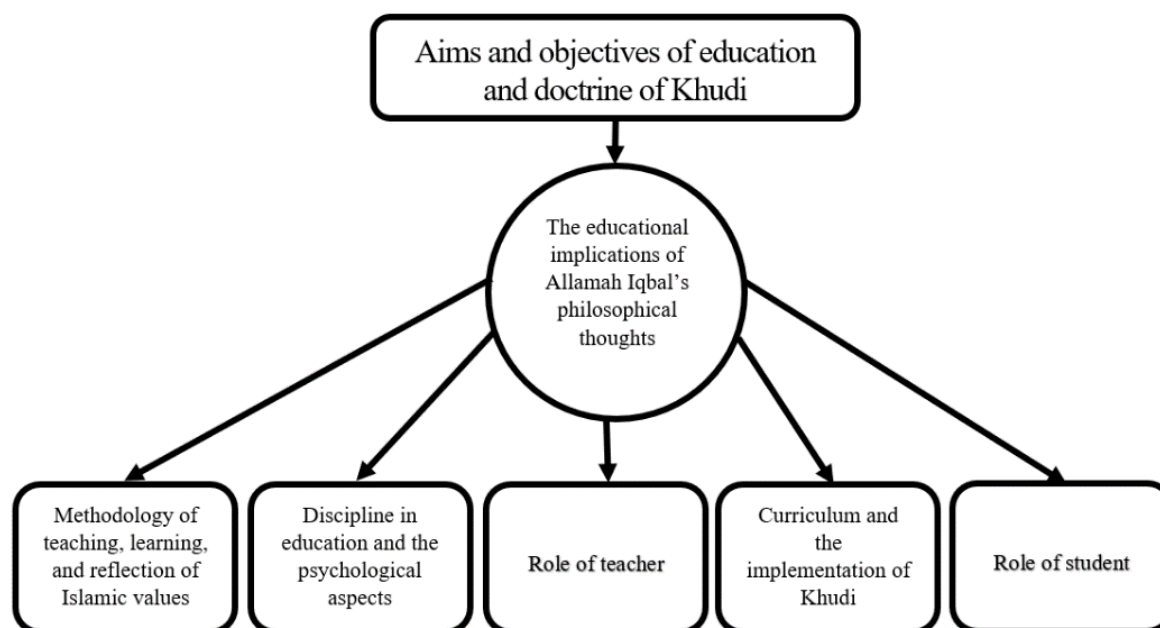 Aims and objectives of education
and doctrine of Khudi
The educational
implications of
Allamah Iqbal’s
philosophical
thoughts
Methodology of
teaching, learning,
and reflection of
Islamic values
Discipline in
education and the
psychological
aspects
Role of teacher
Curriculum and
the
implementation of
Khudi
Role of student